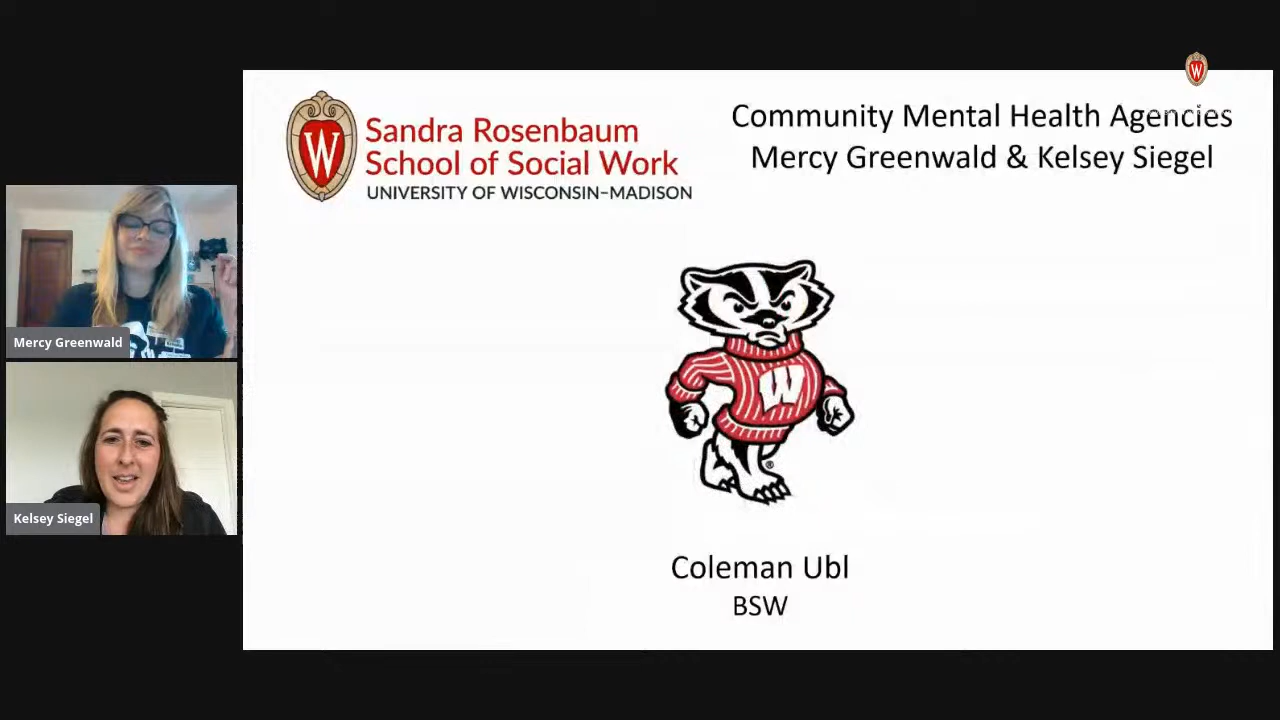 W
Sandra Rosenbaum
School of Social Work
UNIVERSITY OF WISCONSIN–MADISON
Community Mental Health Agencies
Mercy Greenwald & Kelsey Siegel
W
Mercy Greenwald
Kelsey Siegel
W
®
Coleman Ubl
BSW